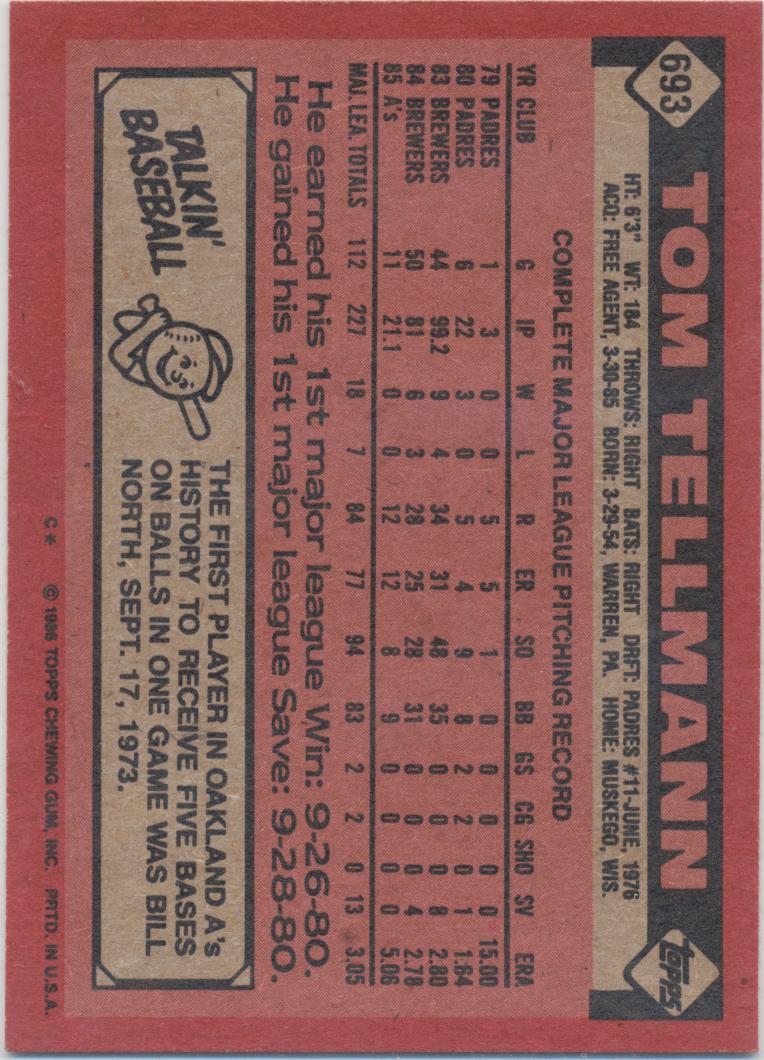 693
TOM TELLMANN
TOPPS
HT: 6'3" WT: 184 THROWS: RIGHT BATS: RIGHT DRFT: PADRES #11-JUNE, 1976
ACQ: FREE AGENT, 3-30-85 BORN: 3-29-54, WARREN, PA. HOME: MUSKEGO, WIS.
COMPLETE MAJOR LEAGUE PITCHING RECORD
YR CLUB G IP W L R ER SO BB GS CG SHO SV ERA
79 PADRES 1 3 0 0 5 5 1 0 0 0 0 0 15.00
80 PADRES 6 22 3 0 5 4 9 8 2 2 0 1 1.64
83 BREWERS 44 99.2 9 4 34 31 48 35 0 0 0 8 2.80
84 BREWERS 50 81 6 3 28 25 28 31 0 0 0 4 2.78
85 A's 11 21.1 0 0 12 12 8 9 0 0 0 0 5.06
MAJ. LEA. TOTALS 112 227 18 7 84 77 94 83 2 2 0 13 3.05
He earned his 1st major league Win: 9-26-80.
He gained his 1st major league Save: 9-28-80.
TALKIN'
BASEBALL
THE FIRST PLAYER IN OAKLAND A's
HISTORY TO RECEIVE FIVE BASES
ON BALLS IN ONE GAME WAS BILL
NORTH, SEPT. 17, 1973.
C* © 1986 TOPPS CHEWING GUM, INC. PRTD. IN U.S.A.